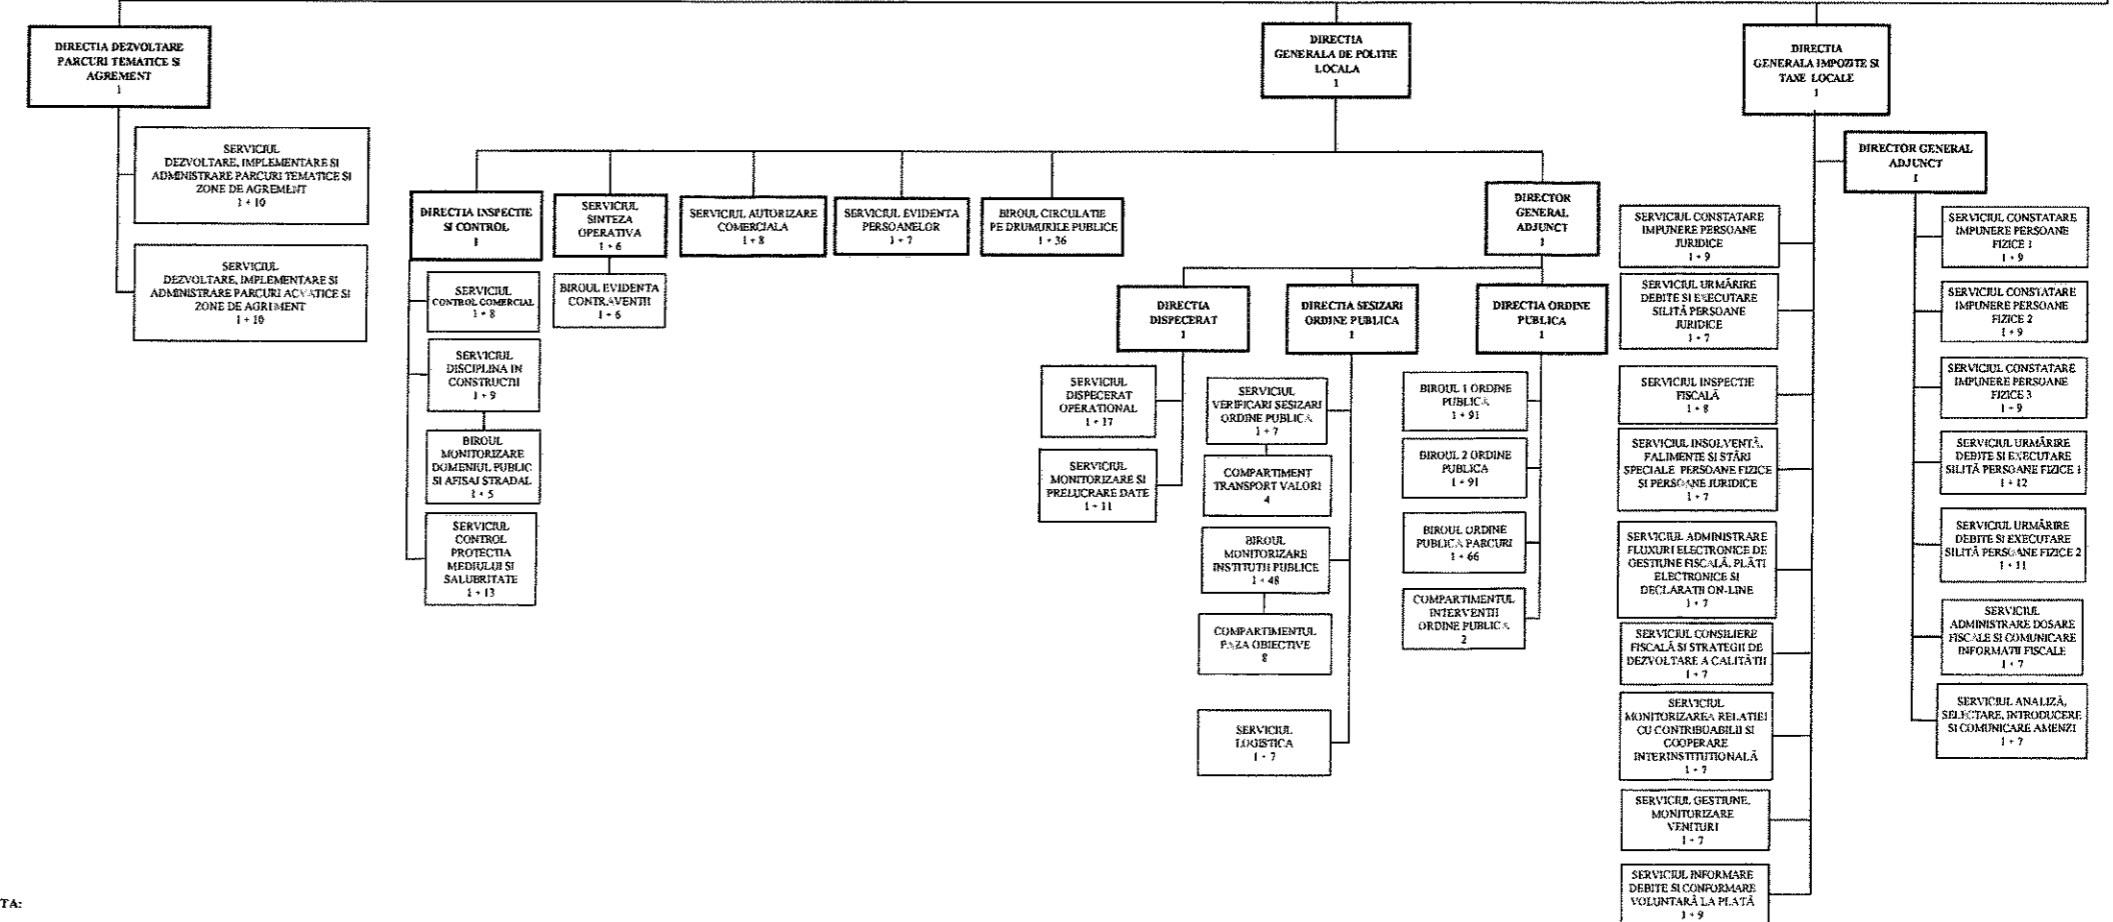 DIRECTIA DEZVOLTARE
PARCURI TEMATICE SI
AGREMENT
1
SERVICIUL
DEZVOLTARE, IMPLEMENTARE SI
ADMINISTRARE PARCURI TEMATICE SI
ZONE DE AGREMENT
1 + 10
SERVICIUL
DEZVOLTARE, IMPLEMENTARE SI
ADMINISTRARE PARCURI ACVATICE SI
ZONE DE AGREMENT
1 + 10
DIRECTIA
GENERALA DE POLITIE
LOCALA
1
DIRECTIA INSPECTIE
SI CONTROL
1
SERVICIUL
CONTROL COMERCIAL
1 + 8
SERVICIUL
DISCIPLINA IN
CONSTRUCTII
1 + 9
BIROUL
MONITORIZARE
DOMENIUL PUBLIC
SI AFISAJ STRADAL
1 + 5
SERVICIUL
CONTROL
PROTECTIA
MEDIULUI SI
SALUBRITATE
1 + 13
SERVICIUL
SINTEZA
OPERATIVA
1 + 6
BIROUL EVIDENTA
CONTRAVENTII
1 + 6
SERVICIUL AUTORIZARE
COMERCIALA
1 + 8
SERVICIUL EVIDENTA
PERSOANELOR
1 + 7
BIROUL CIRCULATIE
PE DRUMURILE PUBLICE
1 + 36
DIRECTOR
GENERAL
ADJUNCT
1
DIRECTIA
DISPECERAT
1
SERVICIUL
DISPECERAT
OPERATIONAL
1 + 17
SERVICIUL
MONITORIZARE SI
PRELUCRARE DATE
1 + 11
DIRECTIA SESIZARI
ORDINE PUBLICA
1
SERVICIUL
VERIFICARI SESIZARI
ORDINE PUBLICA
1 + 7
COMPARTIMENT
TRANSPORT VALORI
4
BIROUL
MONITORIZARE
INSTITUTII PUBLICE
1 + 48
COMPARTIMENTUL
PAZA OBIECTIVE
8
SERVICIUL
LOGISTICA
1 + 7
DIRECTIA ORDINE
PUBLICA
1
BIROUL 1 ORDINE
PUBLICA
1 + 91
BIROUL 2 ORDINE
PUBLICA
1 + 91
BIROUL ORDINE
PUBLICA PARCURI
1 + 66
COMPARTIMENTUL
INTERVENTII
ORDINE PUBLICA
2
DIRECTIA
GENERALA IMPOZITE SI
TAXE LOCALE
1
SERVICIUL CONSTATARE
IMPUNERE PERSOANE
JURIDICE
1 + 9
SERVICIUL URMĂRIRE
DEBITE SI EXECUTARE
SILITĂ PERSOANE
JURIDICE
1 + 7
SERVICIUL INSPECTIE
FISCALĂ
1 + 8
SERVICIUL INSOLVENTĂ,
FALIMENTE SI STĂRI
SPECIALE PERSOANE FIZICE
SI PERSOANE JURIDICE
1 + 7
SERVICIUL ADMINISTRARE
FLUXURI ELECTRONICE DE
GESTIUNE FISCALĂ, PLĂTI
ELECTRONICE SI
DECLARATII ON-LINE
1 + 7
SERVICIUL CONSILIERE
FISCALĂ SI STRATEGII DE
DEZVOLTARE A CALITĂTII
1 + 7
SERVICIUL
MONITORIZAREA RELATIEI
CU CONTRIBUABILII SI
COOPERARE
INTERINSTITUTIONALĂ
1 + 7
SERVICIUL GESTIUNE,
MONITORIZARE
VENITURI
1 + 7
SERVICIUL INFORMARE
DEBITE SI CONFORMARE
VOLUNTARĂ LA PLATĂ
1 + 9
DIRECTOR GENERAL
ADJUNCT
1
SERVICIUL CONSTATARE
IMPUNERE PERSOANE
FIZICE 1
1 + 9
SERVICIUL CONSTATARE
IMPUNERE PERSOANE
FIZICE 2
1 + 9
SERVICIUL CONSTATARE
IMPUNERE PERSOANE
FIZICE 3
1 + 9
SERVICIUL URMĂRIRE
DEBITE SI EXECUTARE
SILITĂ PERSOANE FIZICE 1
1 + 12
SERVICIUL URMĂRIRE
DEBITE SI EXECUTARE
SILITĂ PERSOANE FIZICE 2
1 + 11
SERVICIUL
ADMINISTRARE DOSARE
FISCALE SI COMUNICARE
INFORMATII FISCALE
1 + 7
SERVICIUL ANALIZĂ,
SELECTARE, INTRODUCERE
SI COMUNICARE AMENZI
1 + 7
TA: